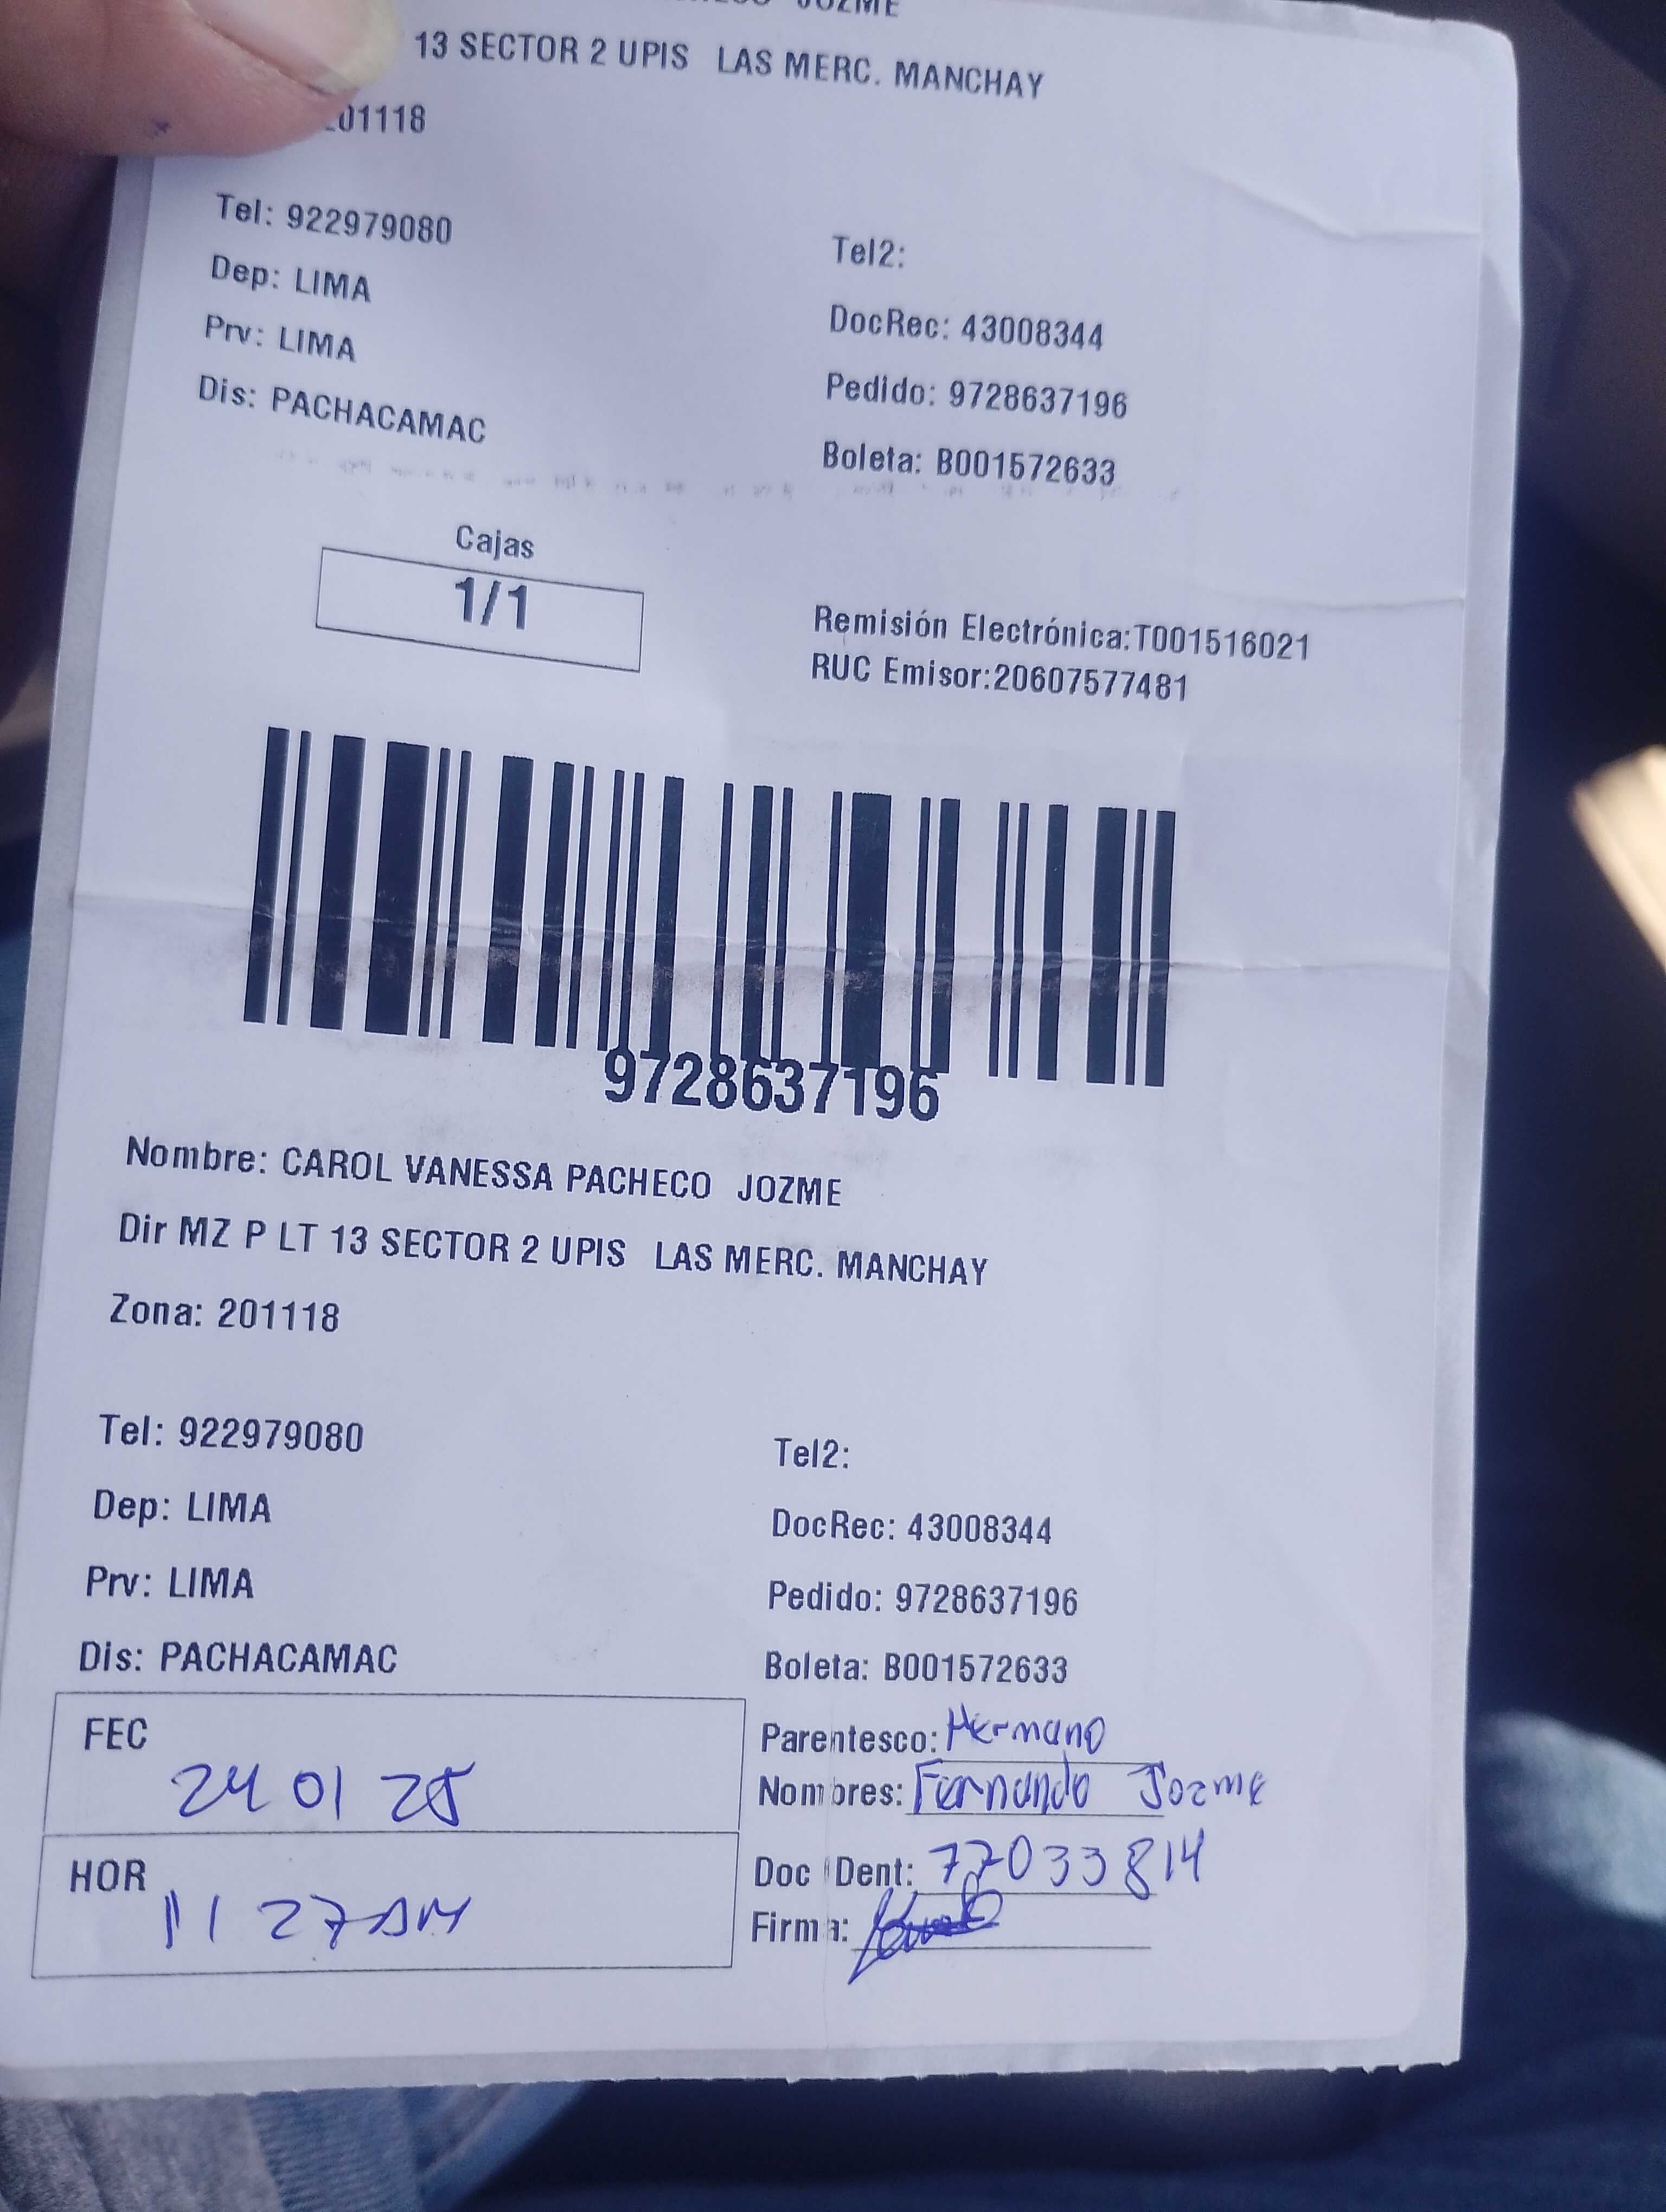 JOZME
13 SECTOR 2 UPIS LAS MERC. MANCHAY
01118
Tel: 922979080
Tel2:
Dep: LIMA
DocRec: 43008344
Prv: LIMA
Pedido: 9728637196
Dis: PACHACAMAC
Boleta: B001572633
Cajas
1/1
Remisión Electrónica:T001516021
RUC Emisor:20607577481
9728637196
Nombre: CAROL VANESSA PACHECO JOZME
Dir MZ P LT 13 SECTOR 2 UPIS LAS MERC. MANCHAY
Zona: 201118
Tel: 922979080
Tel2:
Dep: LIMA
DocRec: 43008344
Prv: LIMA
Pedido: 9728637196
Dis: PACHACAMAC
Boleta: B001572633
FEC
24 01 25
Parentesco: Hermano
Nombres: Fernando Jozme
HOR
11 27 AM
Doc Dent: 77033814
Firma: